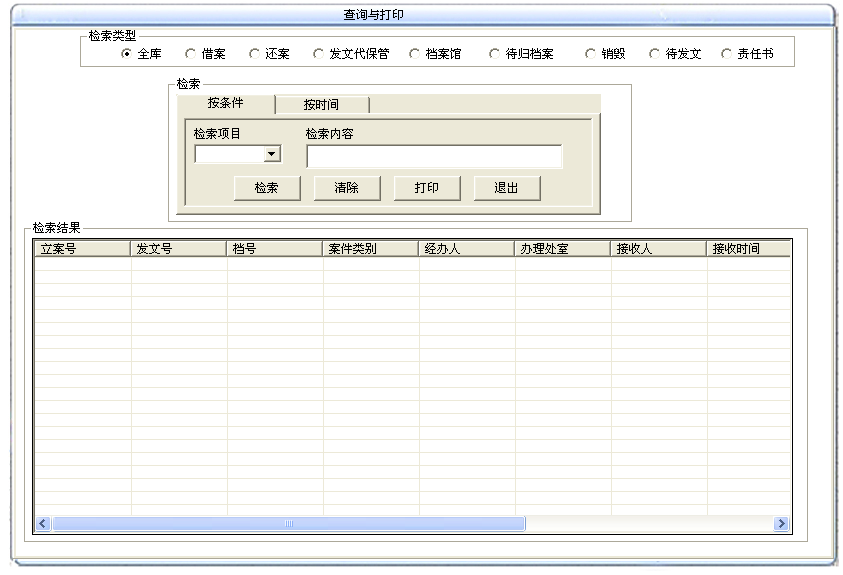 查询与打印
检索类型
全库 借案 还案 发文代保管 档案馆 待归档案 销毁 待发文 责任书
检索
按条件 按时间
检索项目 检索内容
检索 清除 打印 退出
检索结果
立案号 发文号 档号 案件类别 经办人 办理处室 接收人 接收时间